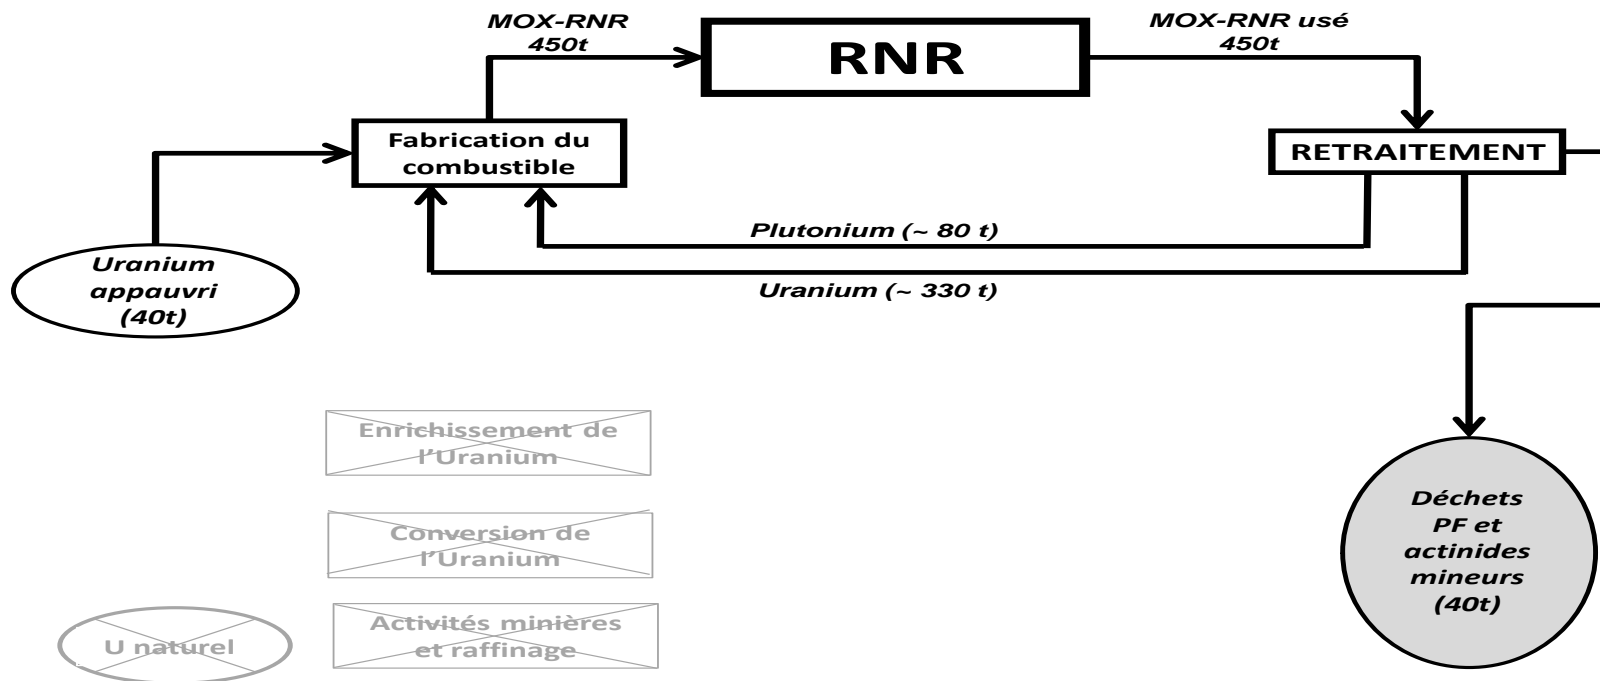 MOX-RNR
450t
RNR
MOX-RNR usé
450t
Fabrication du
combustible
RETRAITEMENT
Plutonium (~ 80 t)
Uranium (~ 330 t)
Uranium
appauvri
(40t)
Enrichissement de
l'Uranium
Conversion de
l'Uranium
Activités minières
et raffinage
U naturel
Déchets
PF et
actinides
mineurs
(40t)